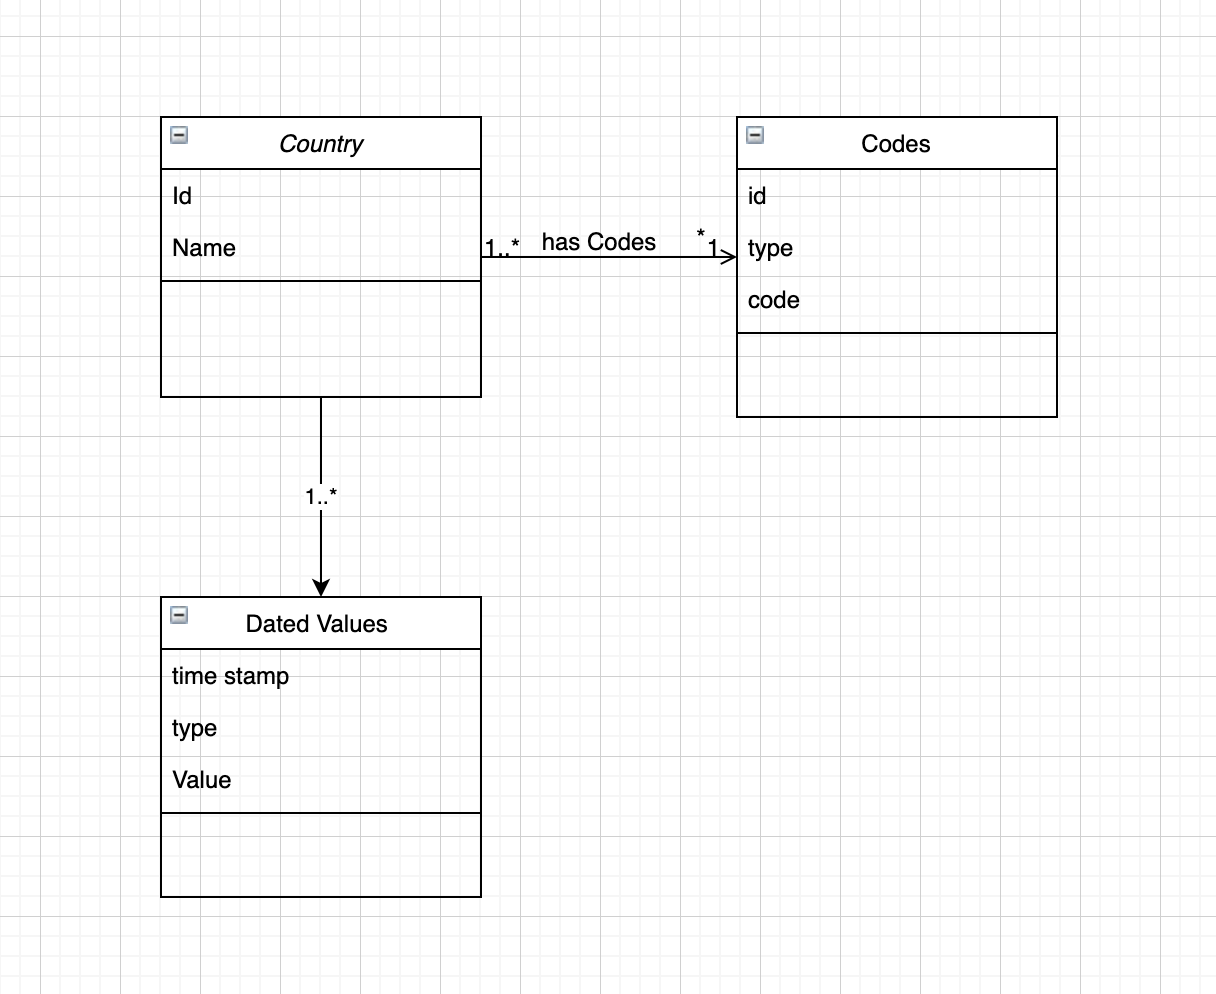 Country
Id
Name
1..* has Codes * 1
Codes
id
type
code
1..*
Dated Values
time stamp
type
Value